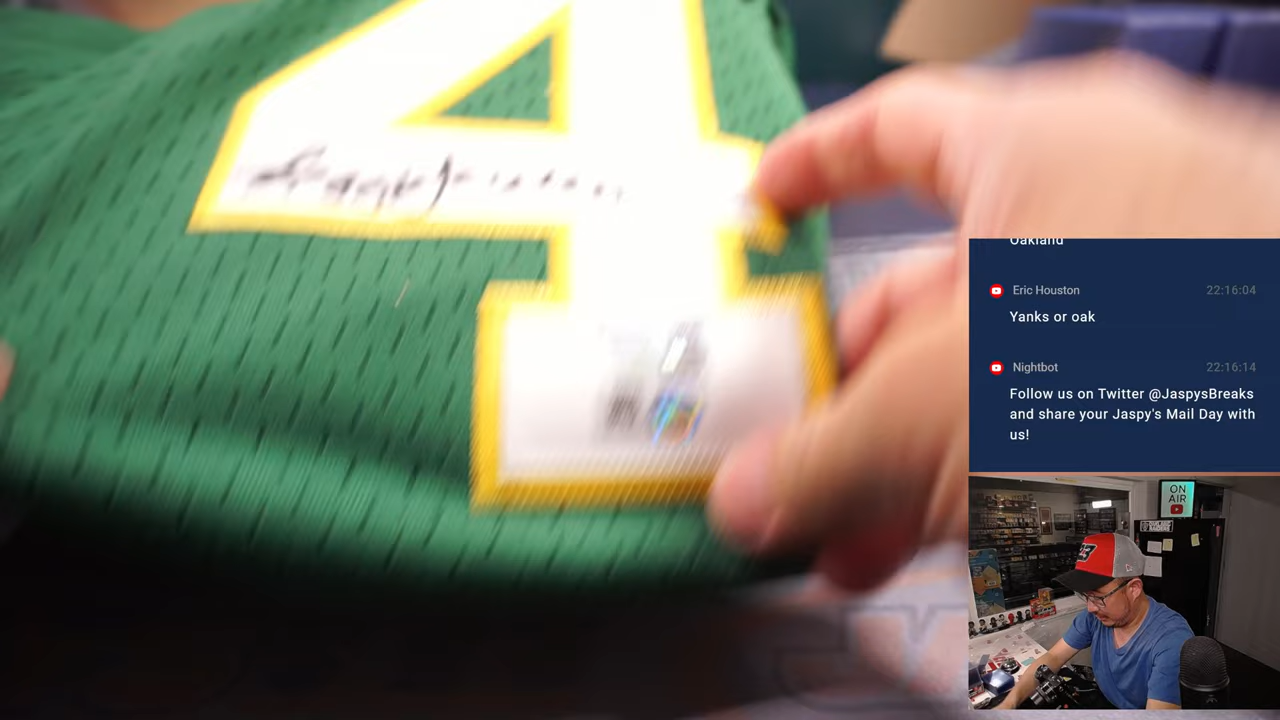 4
Oakland
Eric Houston 22:16:04
Yanks or oak
Nightbot 22:16:14
Follow us on Twitter @JaspysBreaks
and share your Jaspy's Mail Day with
us!
ON
AIR